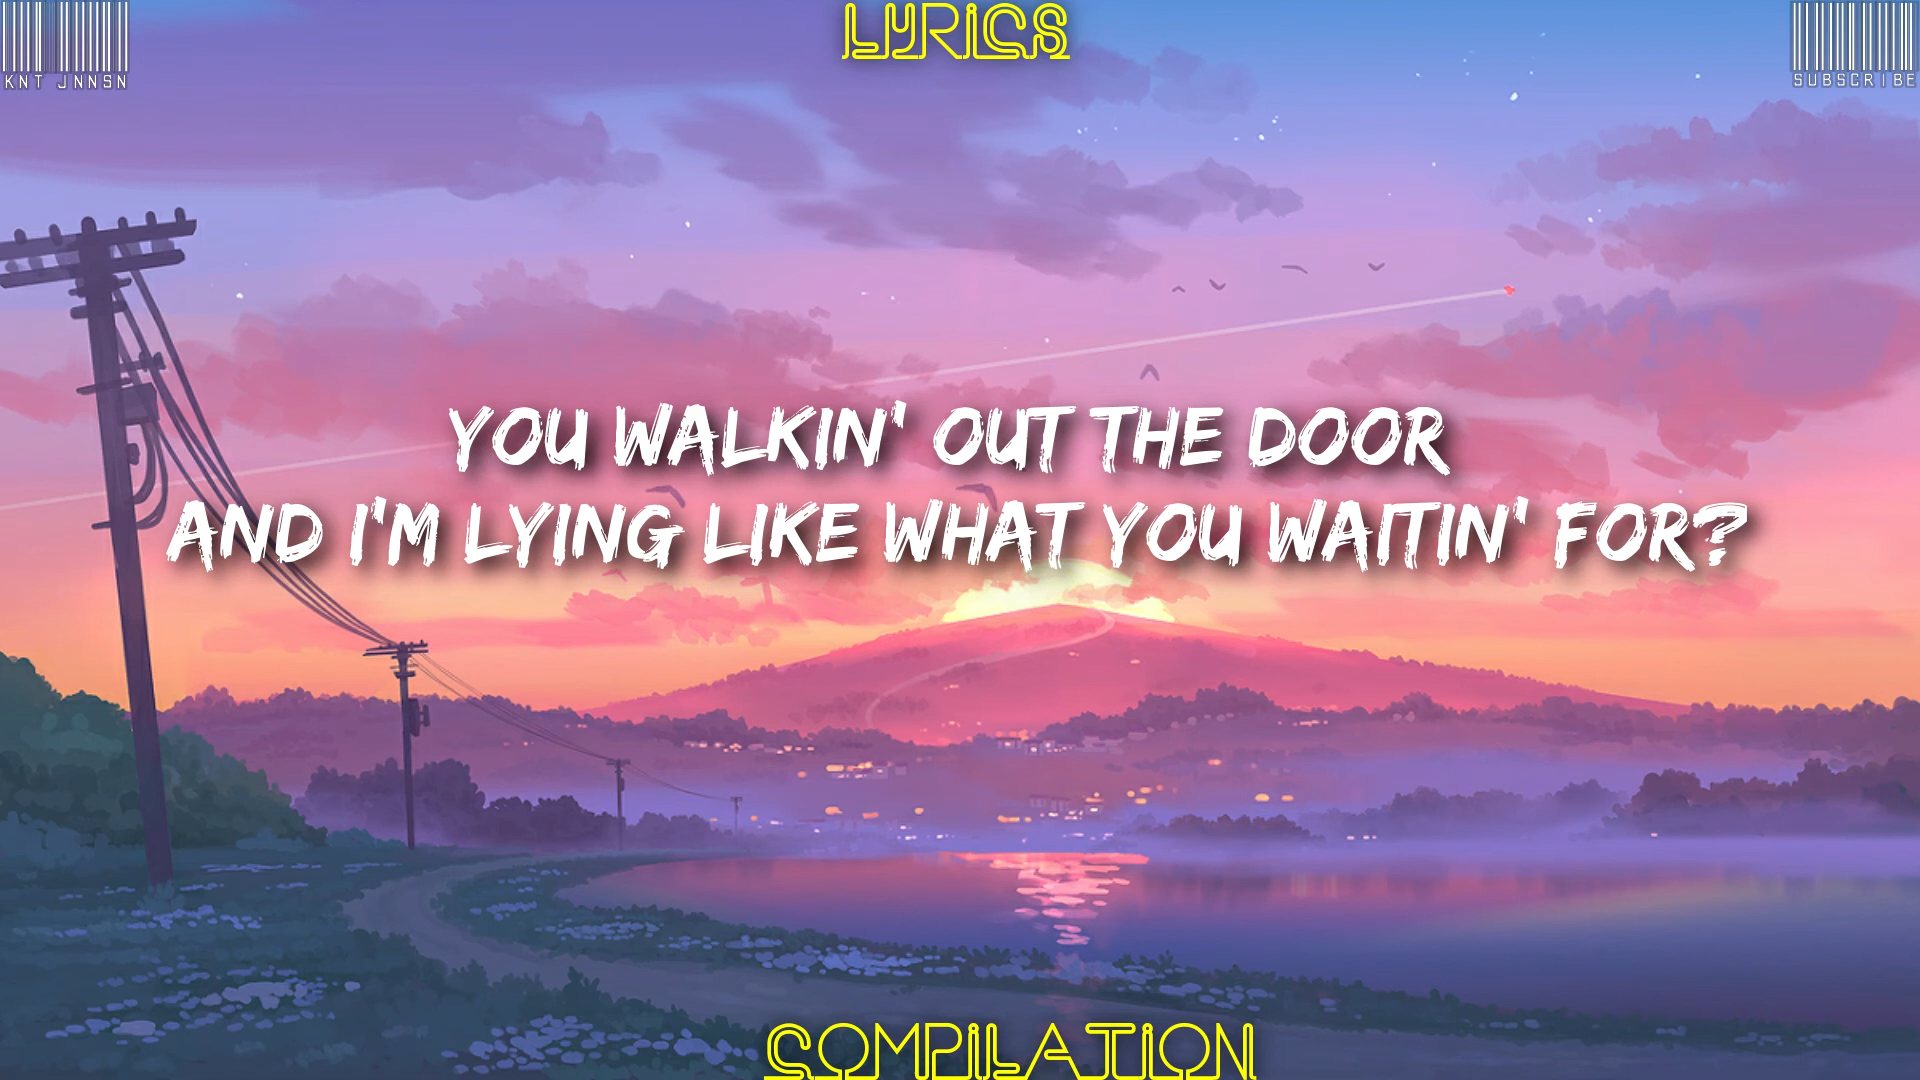 LYRICS
KNT JNNSN
SUBSCRIBE
YOU WALKIN' OUT THE DOOR
AND I'M LYING LIKE WHAT YOU WAITIN' FOR?
COMPILATION